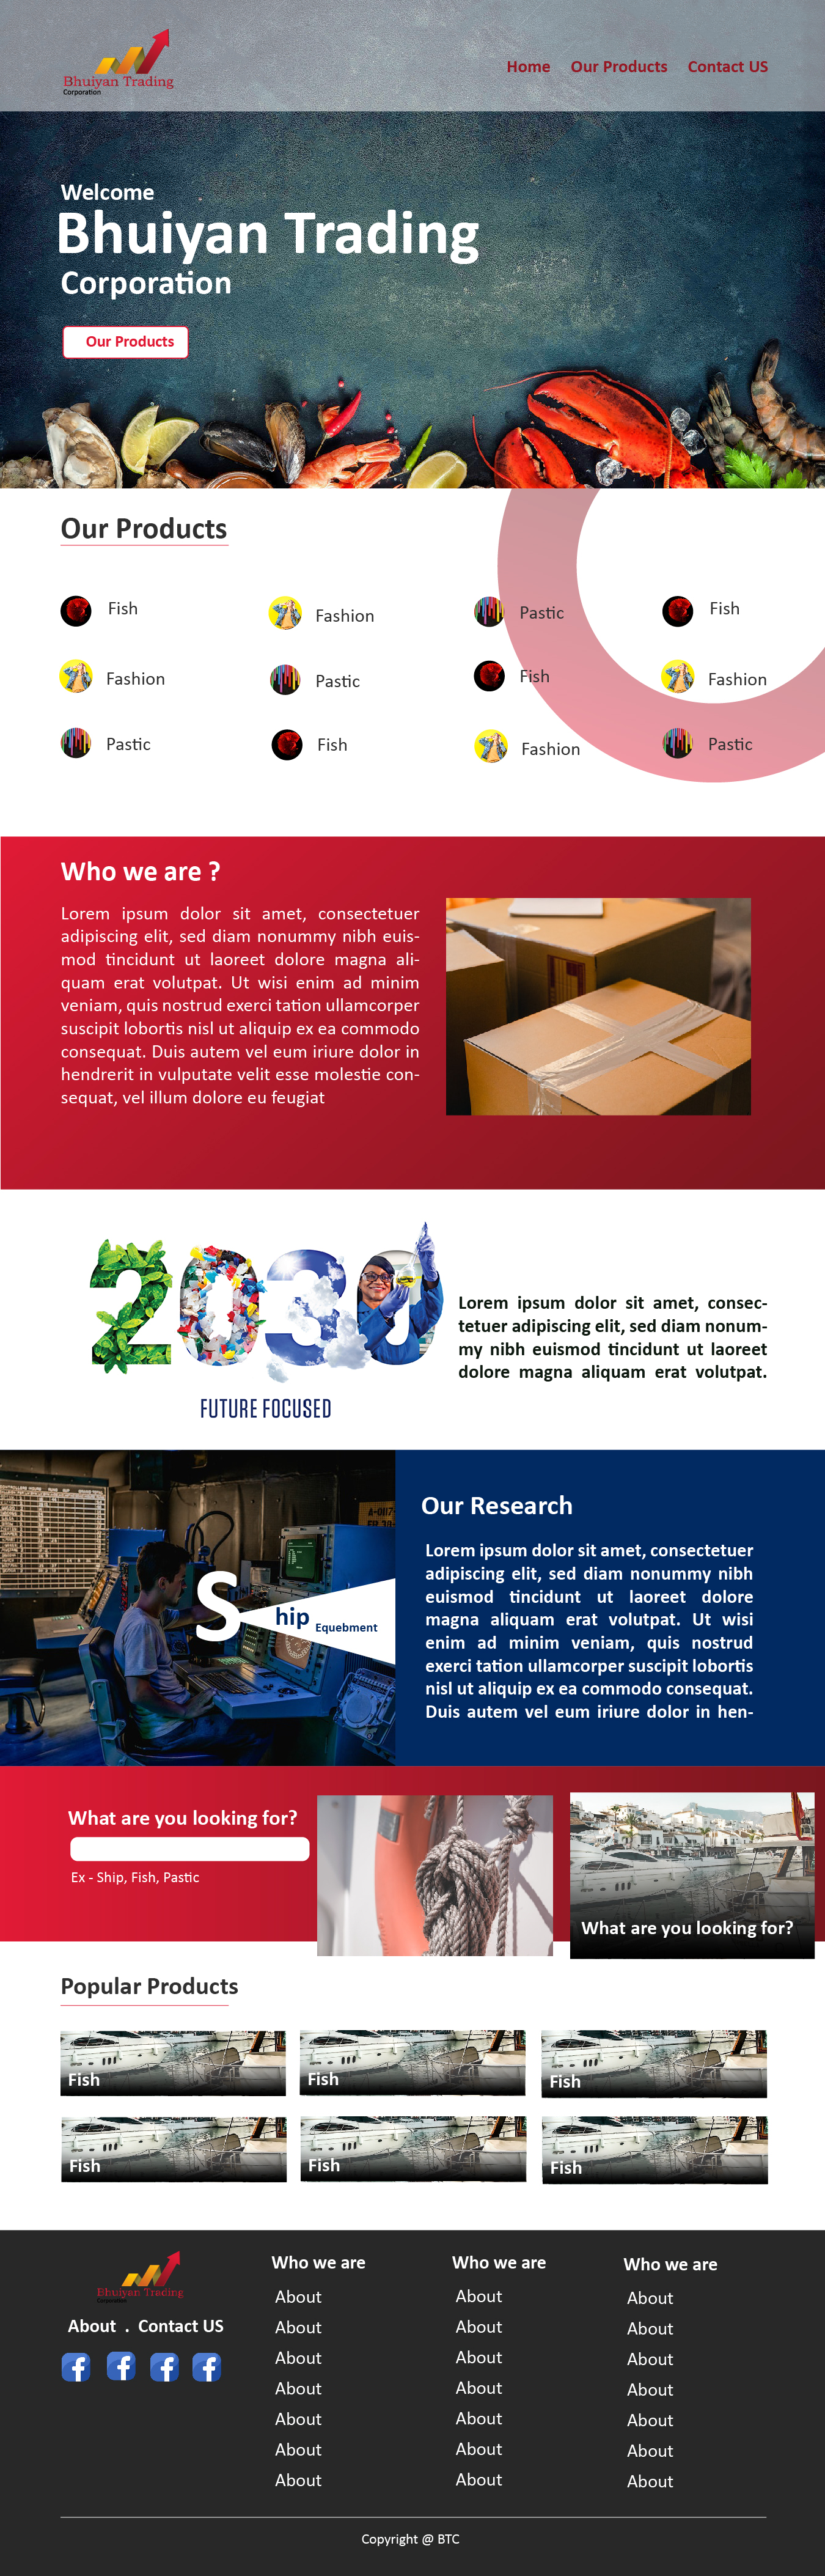 Bhuiyan Trading
Corporation
Home Our Products Contact US
Welcome
Bhuiyan Trading
Corporation
Our Products
Our Products
Fish Fashion Pastic Fish
Fashion Pastic Fish Fashion
Pastic Fish Fashion Pastic
Who we are ?
Lorem ipsum dolor sit amet, consectetuer
adipiscing elit, sed diam nonummy nibh euis-
mod tincidunt ut laoreet dolore magna ali-
quam erat volutpat. Ut wisi enim ad minim
veniam, quis nostrud exerci tation ullamcorper
suscipit lobortis nisl ut aliquip ex ea commodo
consequat. Duis autem vel eum iriure dolor in
hendrerit in vulputate velit esse molestie con-
sequat, vel illum dolore eu feugiat
2030
FUTURE FOCUSED
Lorem ipsum dolor sit amet, consec-
tetuer adipiscing elit, sed diam nonum-
my nibh euismod tincidunt ut laoreet
dolore magna aliquam erat volutpat.
Ship Equebment
Our Research
Lorem ipsum dolor sit amet, consectetuer
adipiscing elit, sed diam nonummy nibh
euismod tincidunt ut laoreet dolore
magna aliquam erat volutpat. Ut wisi
enim ad minim veniam, quis nostrud
exerci tation ullamcorper suscipit lobortis
nisl ut aliquip ex ea commodo consequat.
Duis autem vel eum iriure dolor in hen-
What are you looking for?
Ex - Ship, Fish, Pastic
What are you looking for?
Popular Products
Fish Fish Fish
Fish Fish Fish
Bhuiyan Trading
Corporation
About . Contact US
Who we are
About
About
About
About
About
About
About
Who we are
About
About
About
About
About
About
About
Who we are
About
About
About
About
About
About
About
Copyright @ BTC